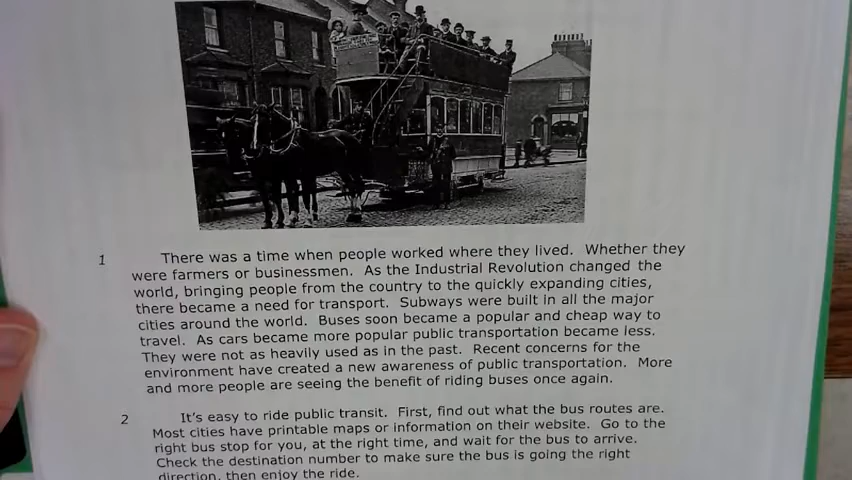 1 There was a time when people worked where they lived. Whether they
were farmers or businessmen. As the Industrial Revolution changed the
world, bringing people from the country to the quickly expanding cities,
there became a need for transport. Subways were built in all the major
cities around the world. Buses soon became a popular and cheap way to
travel. As cars became more popular public transportation became less.
They were not as heavily used as in the past. Recent concerns for the
environment have created a new awareness of public transportation. More
and more people are seeing the benefit of riding buses once again.
2 It's easy to ride public transit. First, find out what the bus routes are.
Most cities have printable maps or information on their website. Go to the
right bus stop for you, at the right time, and wait for the bus to arrive.
Check the destination number to make sure the bus is going the right
direction, then enjoy the ride.